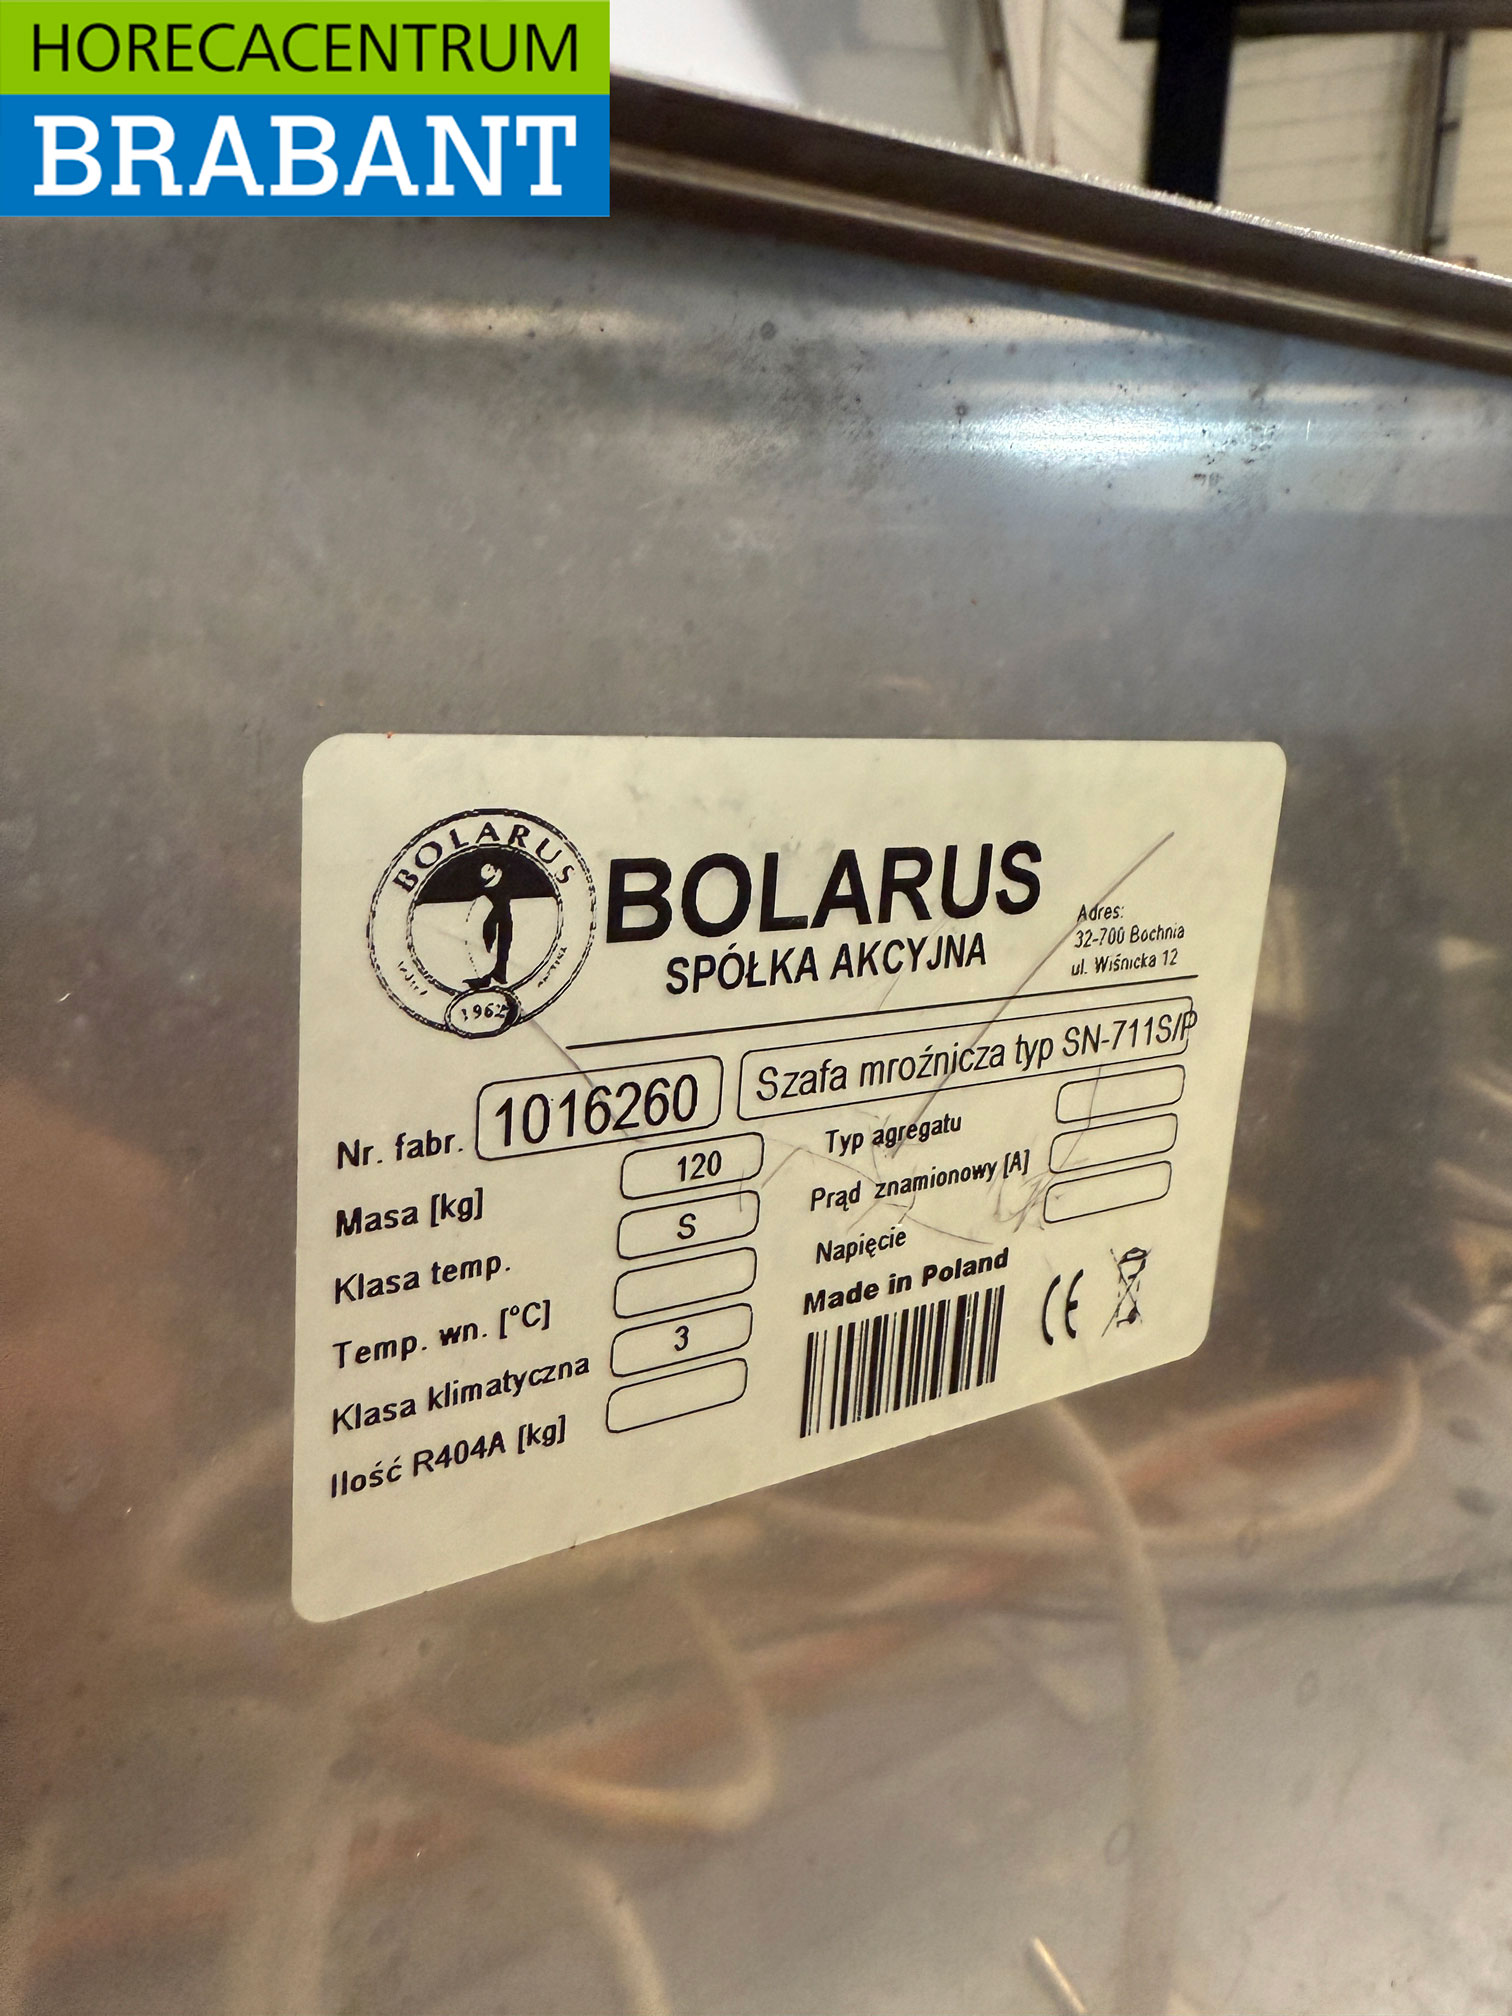 HORECACENTRUM
BRABANT
BOLARUS
1962
BOLARUS
SPÓŁKA AKCYJNA
Adres:
32-700 Bochnia
ul. Wiśnicka 12
Nr. fabr. 1016260
Szafa mroźnicza typ SN-711S/P
Masa [kg] 120
Klasa temp. S
Temp. wn. [°C]
Klasa klimatyczna 3
Ilość R404A [kg]
Typ agregatu
Prąd znamionowy [A]
Napięcie
Made in Poland
CE